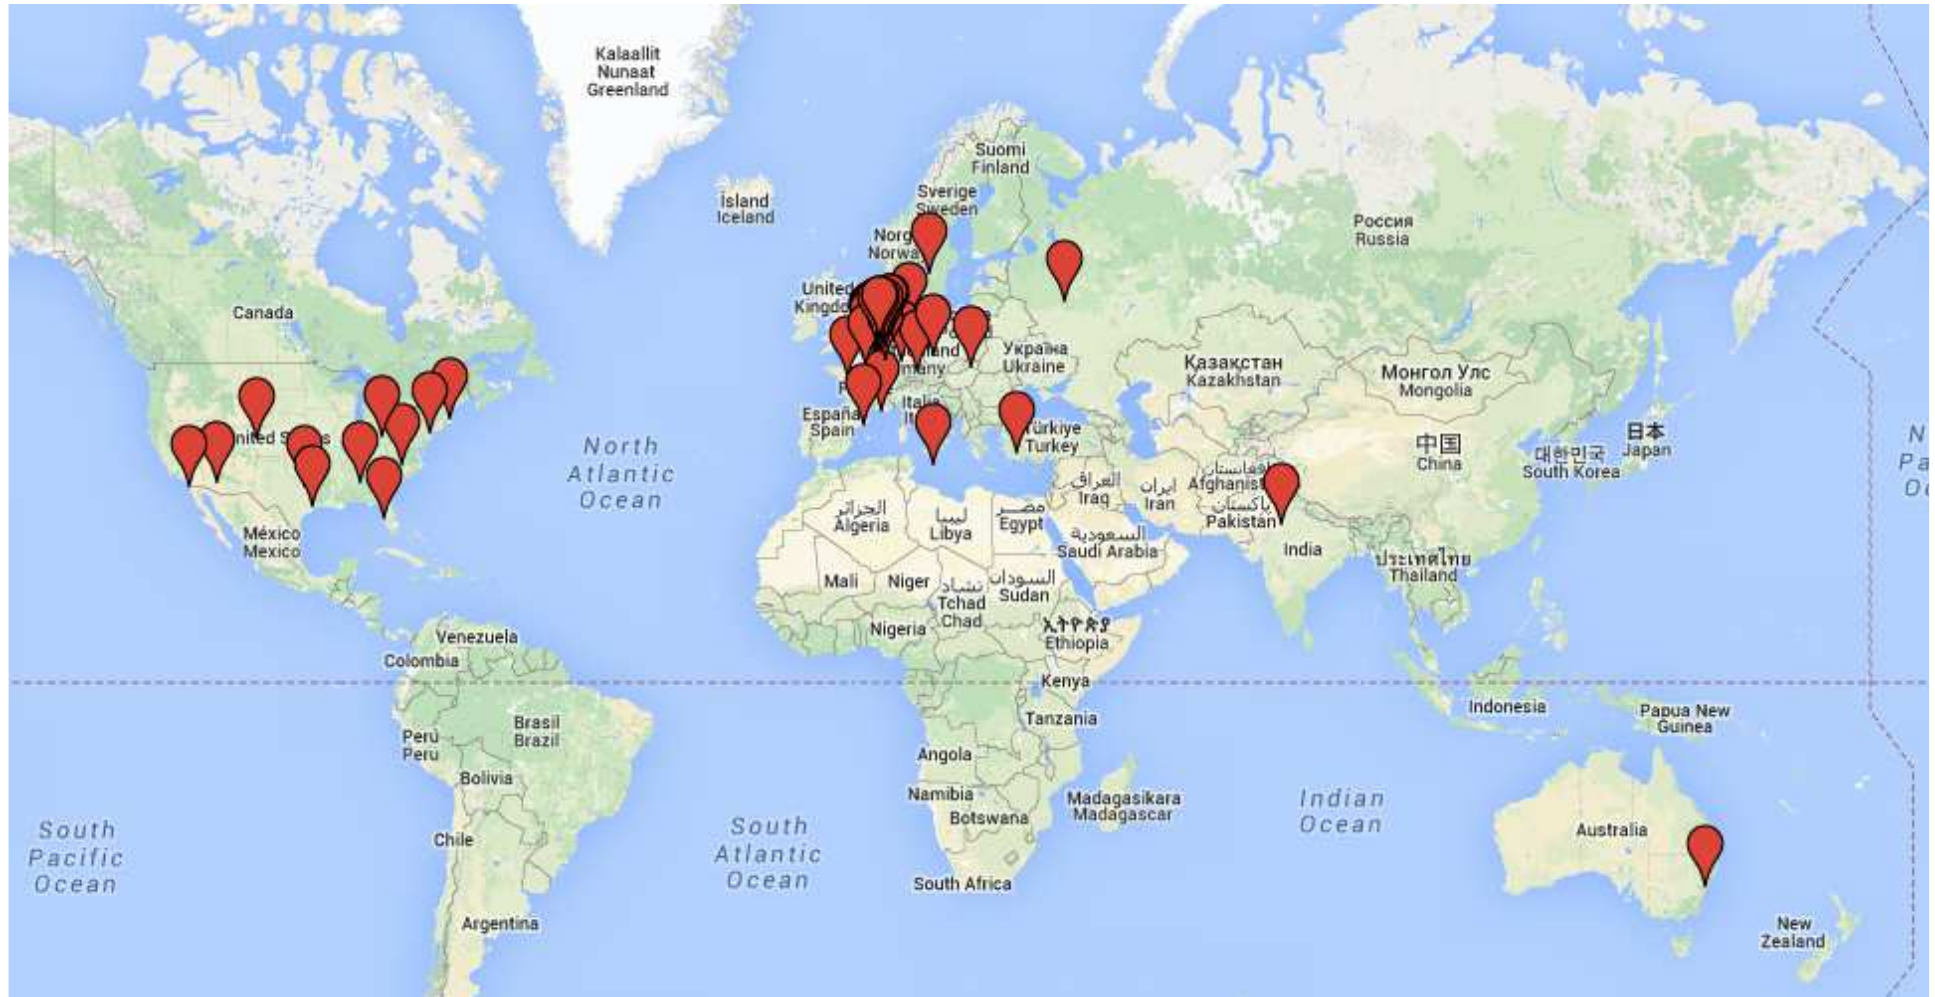 Kalaallit
Nunaat
Greenland
Suomi
Finland
Ísland
Iceland
Sverige
Sweden
Россия
Russia
Norg
Norwa
United
Kingdo
Canada
Україна
Ukraine
Қазақстан
Kazakhstan
Монгол Улс
Mongolia
many
España
Spain
Türkiye
Turkey
North
Atlantic
Ocean
中国
China
日本
Japan
대한민국
South Korea
العراق
Iraq
ایران
Iran
Pakistan
پاکستان
الجزائر
Algeria
ليبيا
Libya
مصر
Egypt
السعودية
Saudi Arabia
México
Mexico
India
ประเทศไทย
Thailand
Mali
Niger
تشاد
Tchad
Chad
السودان
Sudan
Nigeria
ኢትዮጵያ
Ethiopia
Venezuela
Colombia
Kenya
Indonesia
Papua New
Guinea
Tanzania
Brasil
Brazil
Perú
Peru
Angola
Bolivia
Namibia
Botswana
Madagasikara
Madagascar
Indian
Ocean
South
Pacific
Ocean
Chile
South
Atlantic
Ocean
Australia
South Africa
Argentina
New
Zealand